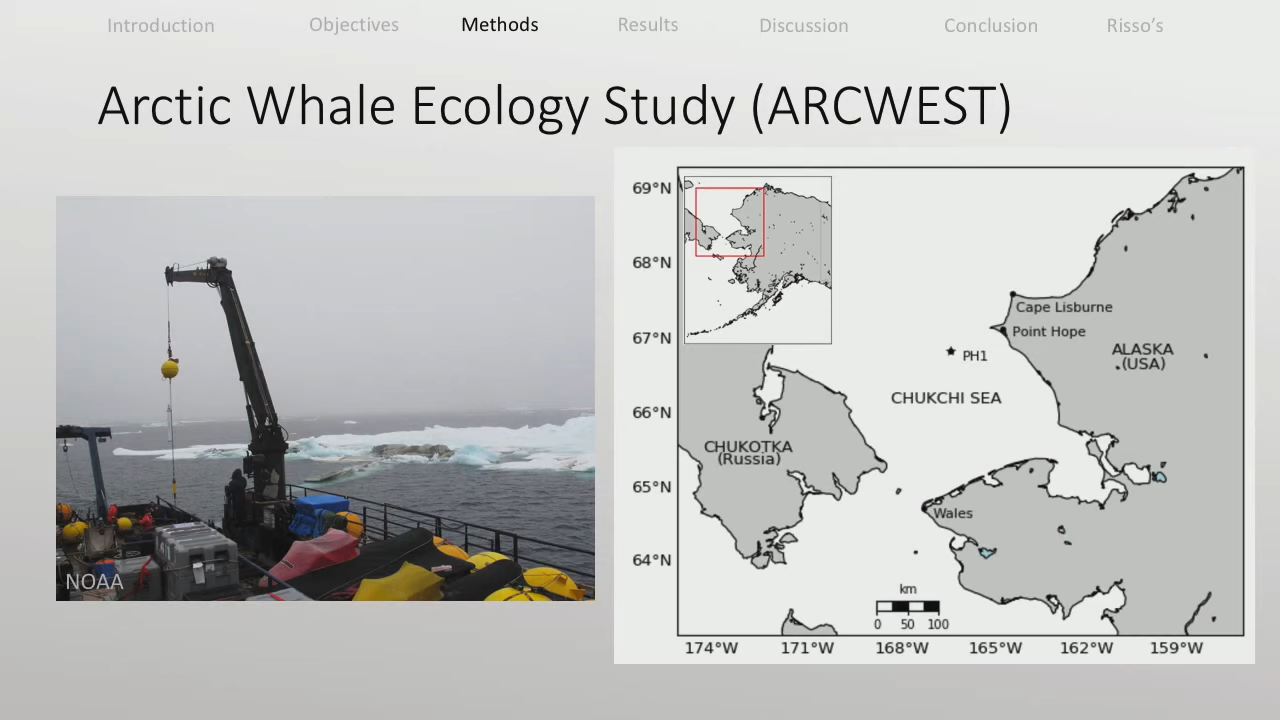 Introduction Objectives Methods Results Discussion Conclusion Risso's
Arctic Whale Ecology Study (ARCWEST)
NOAA
69°N
68°N
67°N
66°N
65°N
64°N
Cape Lisburne
Point Hope
PH1
ALASKA
(USA)
CHUKCHI SEA
CHUKOTKA
(Russia)
Wales
km
0 50 100
174°W 171°W 168°W 165°W 162°W 159°W